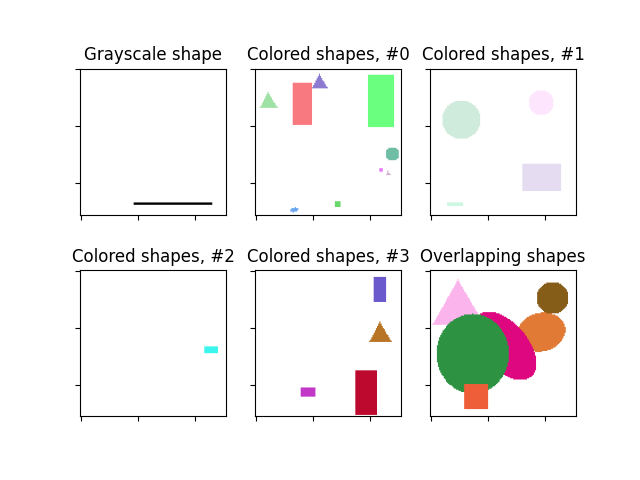 Grayscale shape
Colored shapes, #0
Colored shapes, #1
Colored shapes, #2
Colored shapes, #3
Overlapping shapes